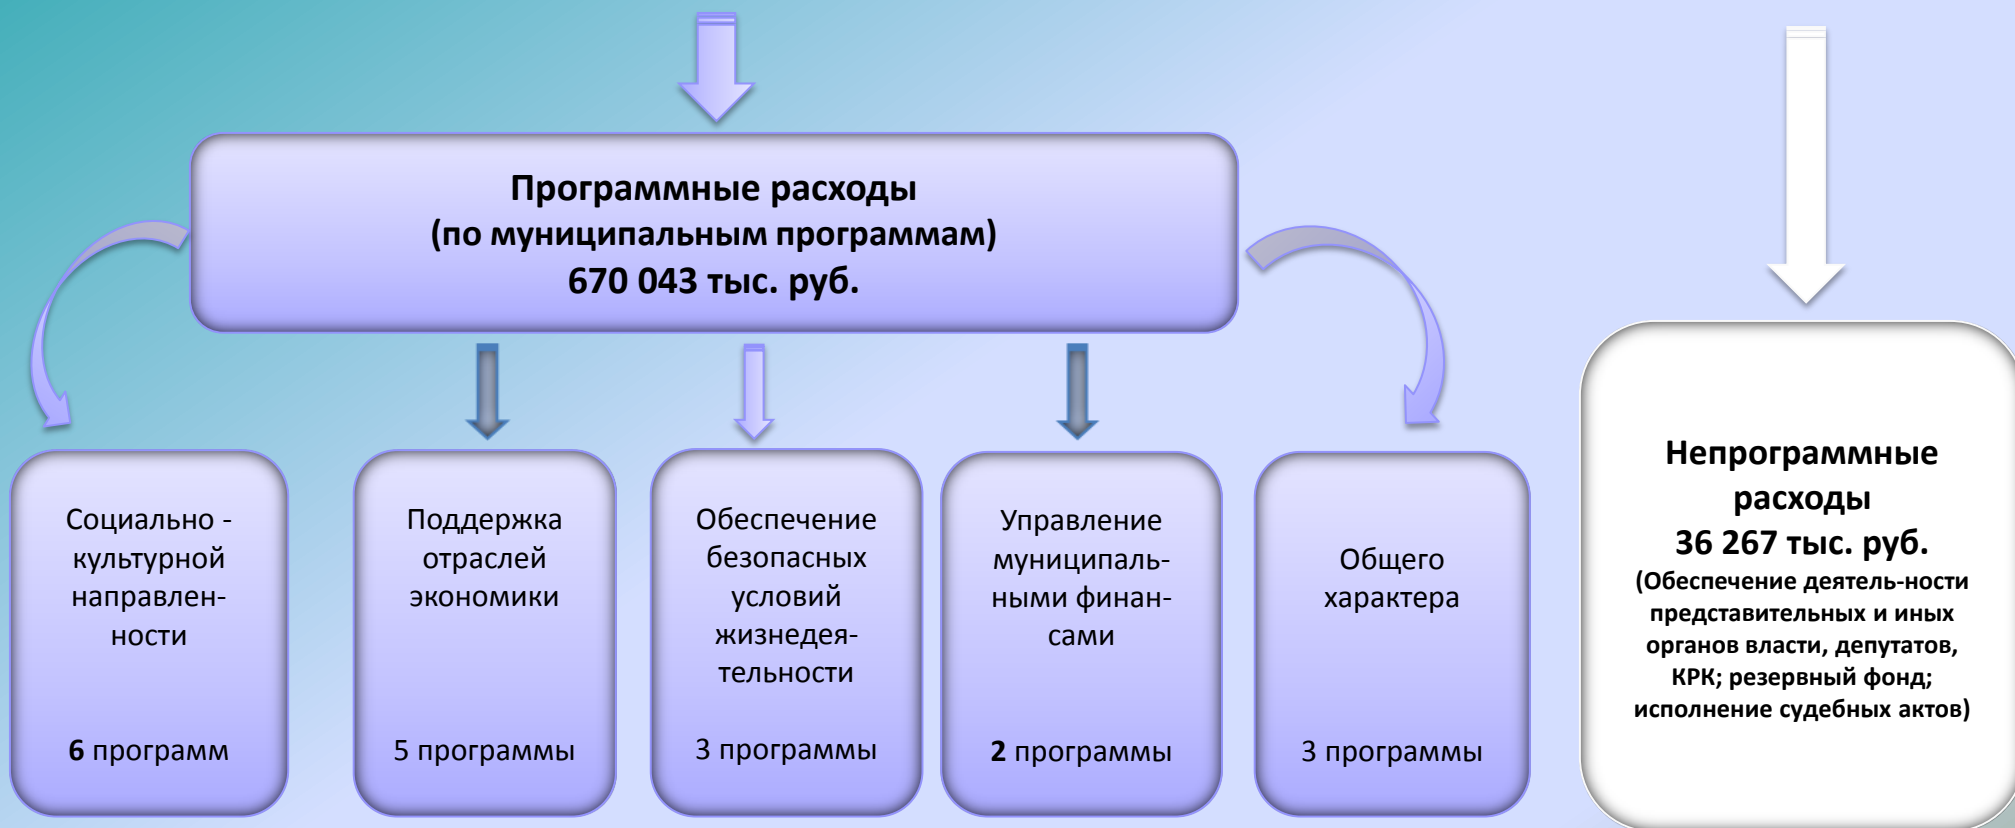 Программные расходы
(по муниципальным программам)
670 043 тыс. руб.
Социально -
культурной
направлен-
ности
6 программ
Поддержка
отраслей
экономики
5 программы
Обеспечение
безопасных
условий
жизнедея-
тельности
3 программы
Управление
муниципаль-
ными финан-
сами
2 программы
Общего
характера
3 программы
Непрограммные
расходы
36 267 тыс. руб.
(Обеспечение деятель-ности
представительных и иных
органов власти, депутатов,
КРК; резервный фонд;
исполнение судебных актов)